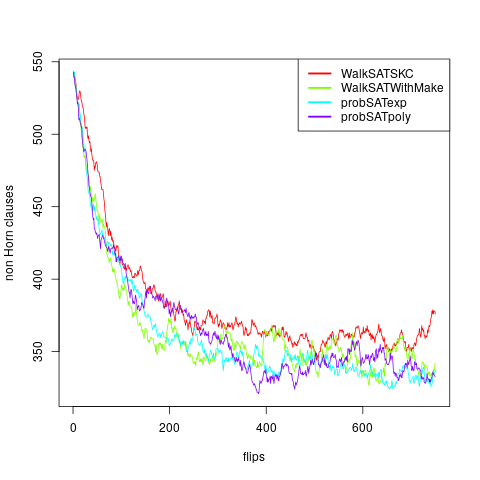 WalkSATSKC
WalkSATWithMake
probSATexp
probSATpoly
non Horn clauses
550
500
450
400
350
0
200
400
600
flips